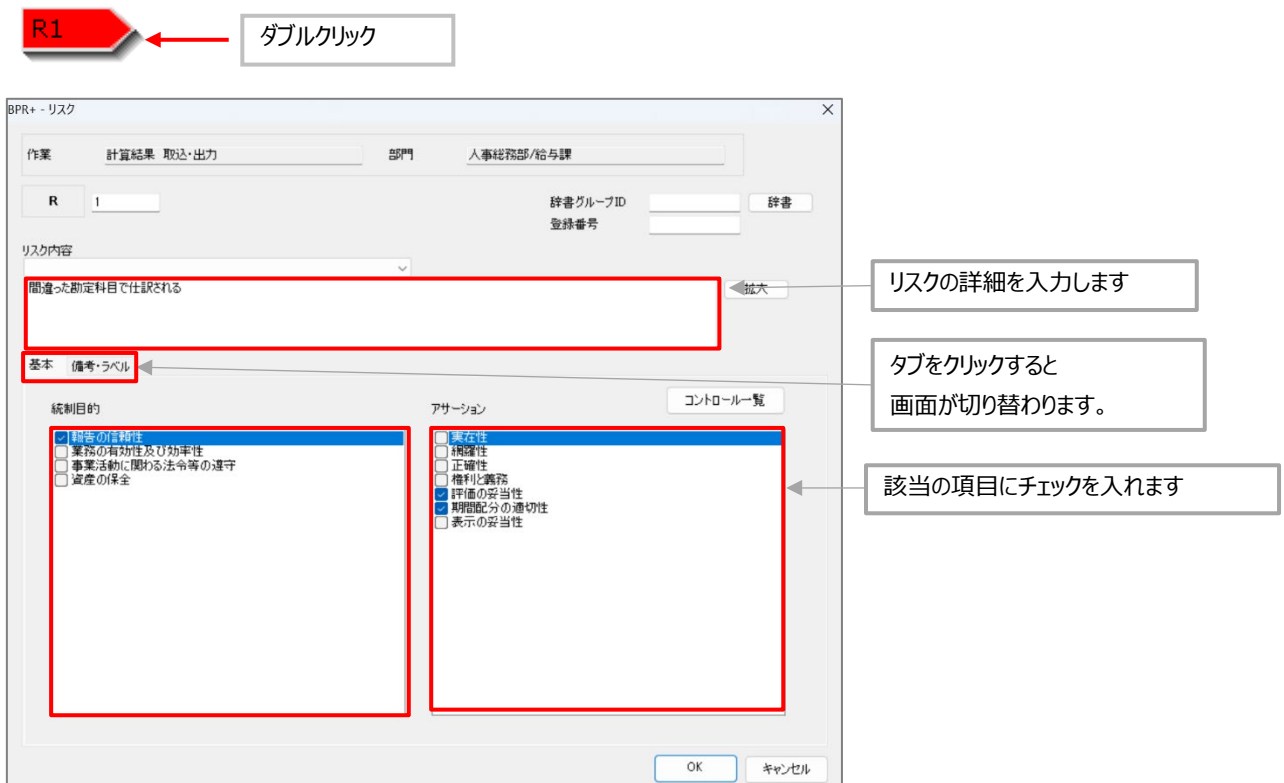 R1
ダブルクリック
BPR+ - リスク
作業 計算結果 取込・出力 部門 人事総務部/給与課
R 1 辞書グループID 辞書
登録番号
リスク内容
間違った勘定科目で仕訳される
拡大
リスクの詳細を入力します
基本 備考・ラベル
タブをクリックすると
画面が切り替わります。
コントロール一覧
統制目的
報告の信頼性
業務の有効性及び効率性
事業活動に関わる法令等の遵守
資産の保全
アサーション
実在性
網羅性
正確性
権利と義務
評価の妥当性
期間配分の適切性
表示の妥当性
該当の項目にチェックを入れます
OK キャンセル